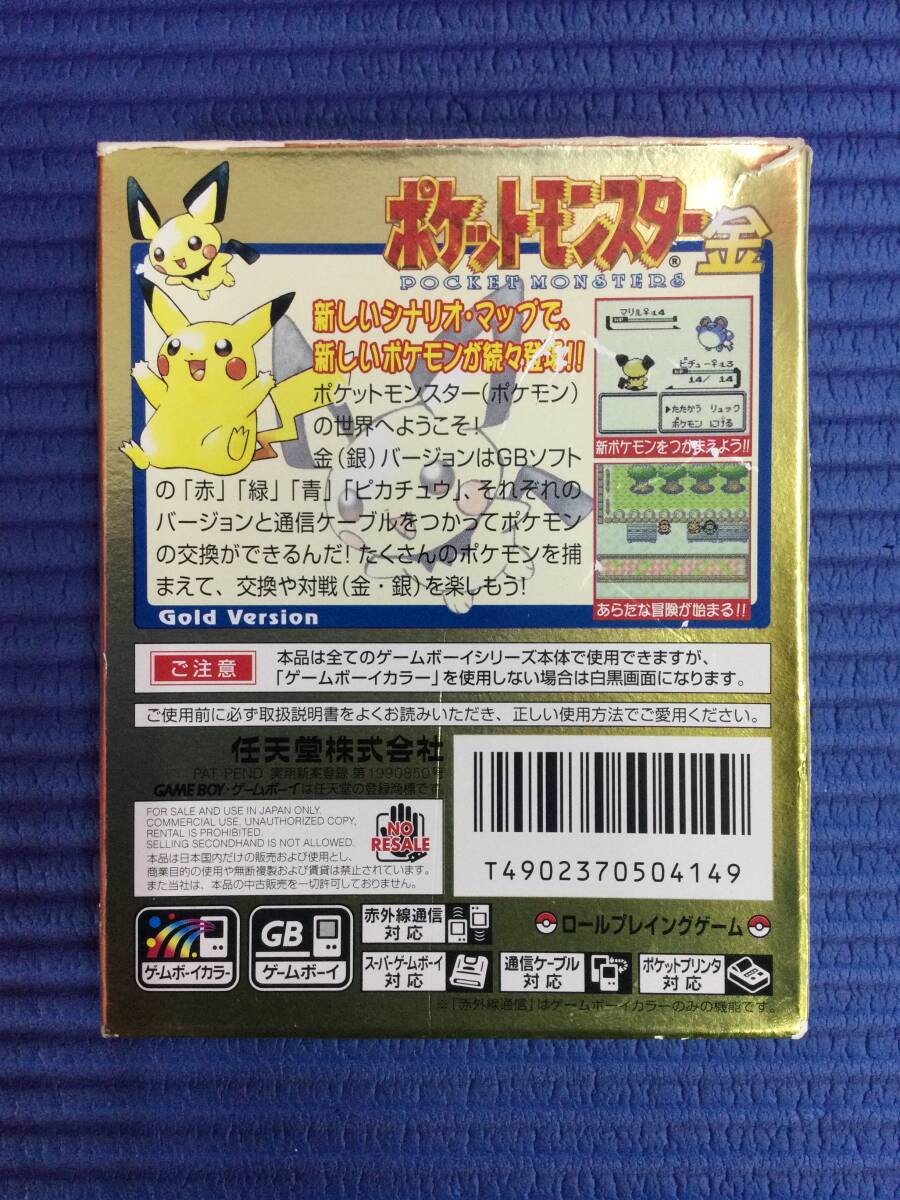 ポケットモンスター 金
®
POCKET MONSTERS
新しいシナリオ・マップで、
新しいポケモンが続々登場!!
ポケットモンスター(ポケモン)
の世界へようこそ!
金(銀)バージョンはGBソフト
の「赤」「緑」「青」「ピカチュウ」、それぞれの
バージョンと通信ケーブルをつかってポケモン
の交換ができるんだ! たくさんのポケモンを捕
まえて、交換や対戦(金・銀)を楽しもう!
マリル♀:L4
HP
ピチュー♀:L3
HP
14/ 14
▶たたかう リュック
ポケモン にげる
新ポケモンをつかまえよう!!
あらたな冒険が始まる!!
Gold Version
ご注意
本品は全てのゲームボーイシリーズ本体で使用できますが、
「ゲームボーイカラー」を使用しない場合は白黒画面になります。
ご使用前に必ず取扱説明書をよくお読みいただき、正しい使用方法でご愛用ください。
任天堂株式会社
PAT. PEND. 実用新案登録 第1990850号
GAME BOY・ゲームボーイは任天堂の登録商標です。
FOR SALE AND USE IN JAPAN ONLY
COMMERCIAL USE, UNAUTHORIZED COPY,
RENTAL IS PROHIBITED.
SELLING SECONDHAND IS NOT ALLOWED.
本品は日本国内だけの販売および使用とし、
商業目的の使用や無断複製および賃貸は禁止されています。
また当社は、本品の中古販売を一切許可しておりません。
NO
RESALE
T4902370504149
ゲームボーイカラー
GB
ゲームボーイ
赤外線通信
対応
ロールプレイングゲーム
スーパーゲームボーイ
対応
通信ケーブル
対応
ポケットプリンタ
対応
※「赤外線通信」はゲームボーイカラーのみの機能です。